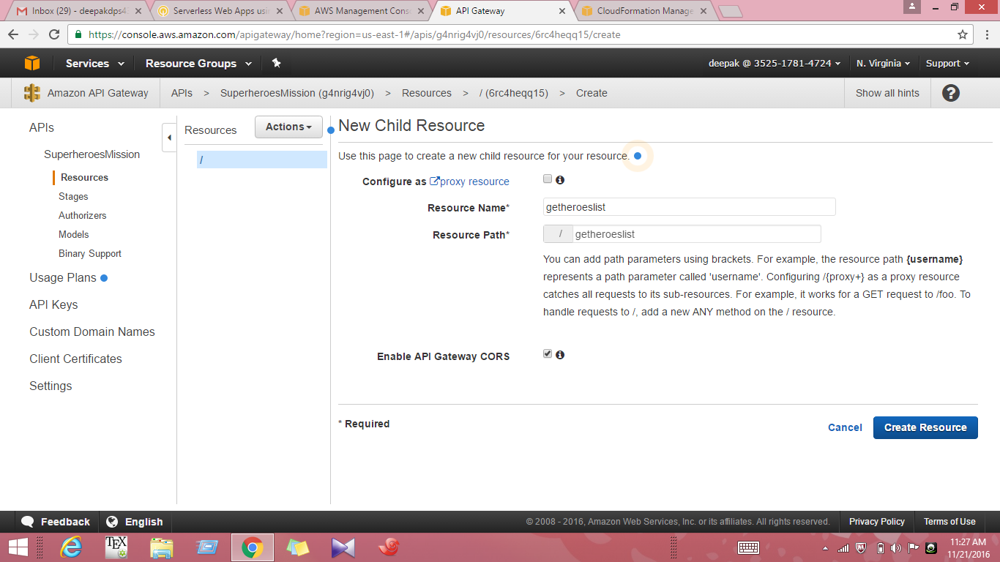 Inbox (29) - deepakdps4
Serverless Web Apps usi
AWS Management Cons
API Gateway
CloudFormation Manage
https://console.aws.amazon.com/apigateway/home?region=us-east-1#/apis/g4nrig4vj0/resources/6rc4heqq15/create
Services Resource Groups deepak @ 3525-1781-4724 N. Virginia Support
Amazon API Gateway APIs > SuperheroesMission (g4nrig4vj0) > Resources > / (6rc4heqq15) > Create Show all hints ?
APIs
SuperheroesMission
Resources
Stages
Authorizers
Models
Binary Support
Usage Plans
API Keys
Custom Domain Names
Client Certificates
Settings
Resources Actions
/
New Child Resource
Use this page to create a new child resource for your resource.
Configure as proxy resource
Resource Name* getheroeslist
Resource Path* / getheroeslist
You can add path parameters using brackets. For example, the resource path {username}
represents a path parameter called 'username'. Configuring /{proxy+} as a proxy resource
catches all requests to its sub-resources. For example, it works for a GET request to /foo. To
handle requests to /, add a new ANY method on the / resource.
Enable API Gateway CORS
* Required
Cancel Create Resource
Feedback English © 2008 - 2016, Amazon Web Services, Inc. or its affiliates. All rights reserved. Privacy Policy Terms of Use
TEX
11:27 AM
11/21/2016